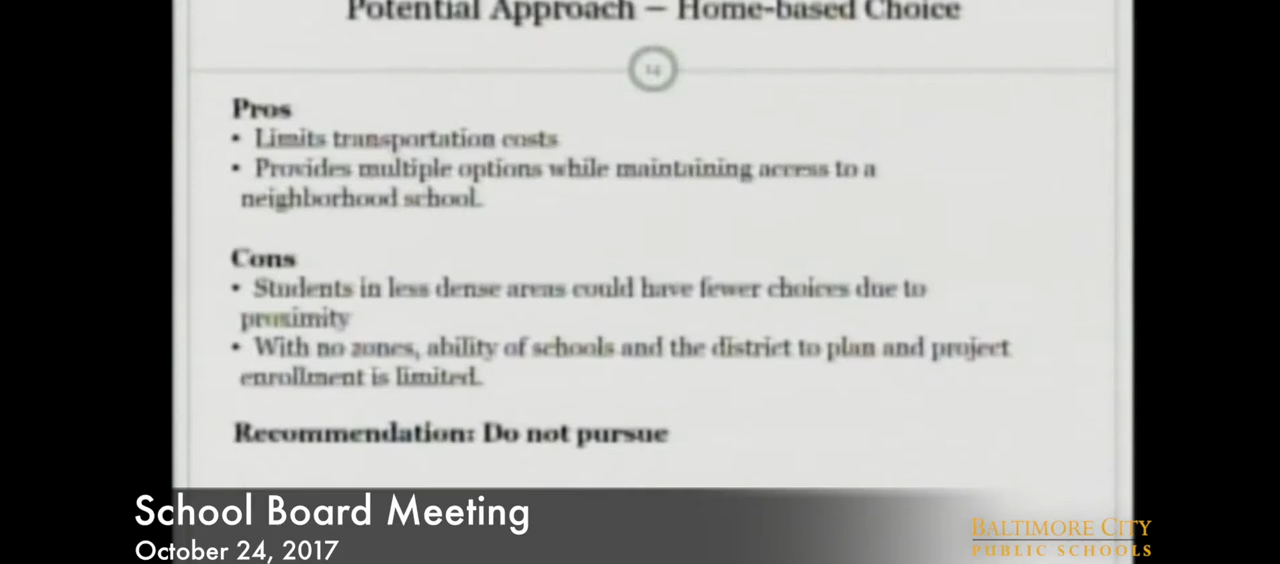 Potential Approach – Home-based Choice
14
Pros
• Limits transportation costs
• Provides multiple options while maintaining access to a
neighborhood school.
Cons
• Students in less dense areas could have fewer choices due to
proximity
• With no zones, ability of schools and the district to plan and project
enrollment is limited.
Recommendation: Do not pursue
School Board Meeting
October 24, 2017
BALTIMORE CITY
PUBLIC SCHOOLS